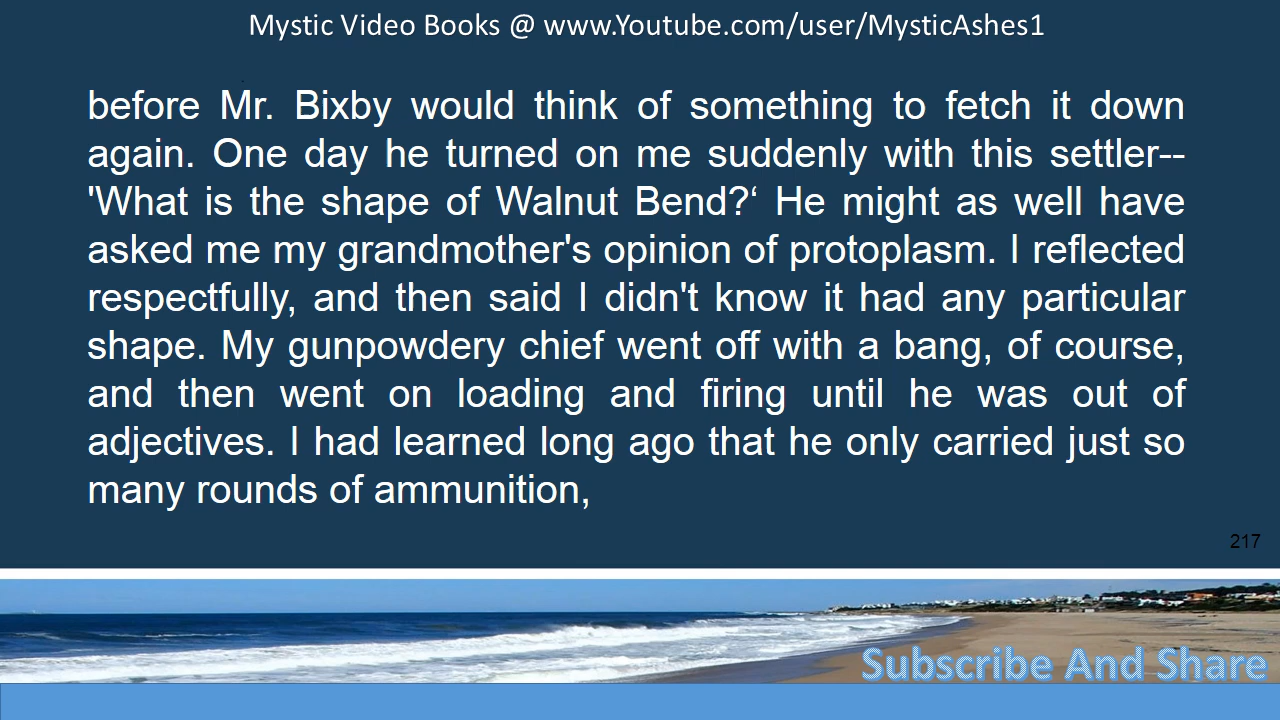 Mystic Video Books @ www.Youtube.com/user/MysticAshes1
before Mr. Bixby would think of something to fetch it down
again. One day he turned on me suddenly with this settler--
'What is the shape of Walnut Bend?‘ He might as well have
asked me my grandmother's opinion of protoplasm. I reflected
respectfully, and then said I didn't know it had any particular
shape. My gunpowdery chief went off with a bang, of course,
and then went on loading and firing until he was out of
adjectives. I had learned long ago that he only carried just so
many rounds of ammunition,
217
Subscribe And Share